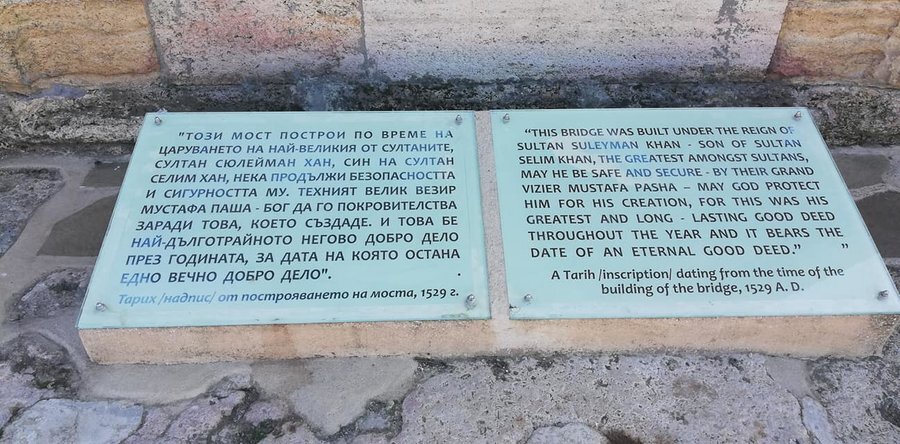 "ТОЗИ МОСТ ПОСТРОИ ПО ВРЕМЕ НА
ЦАРУВАНЕТО НА НАЙ-ВЕЛИКИЯ ОТ СУЛТАНИТЕ,
СУЛТАН СЮЛЕЙМАН ХАН, СИН НА СУЛТАН
СЕЛИМ ХАН, НЕКА ПРОДЪЛЖИ БЕЗОПАСНОСТТА
И СИГУРНОСТТА МУ. ТЕХНИЯТ ВЕЛИК ВЕЗИР
МУСТАФА ПАША - БОГ ДА ГО ПОКРОВИТЕЛСТВА
ЗАРАДИ ТОВА, КОЕТО СЪЗДАДЕ. И ТОВА БЕ
НАЙ-ДЪЛГОТРАЙНОТО НЕГОВО ДОБРО ДЕЛО
ПРЕЗ ГОДИНАТА, ЗА ДАТА НА КОЯТО ОСТАНА
ЕДНО ВЕЧНО ДОБРО ДЕЛО".
Тарих /надпис/ от построяването на моста, 1529 г.
"THIS BRIDGE WAS BUILT UNDER THE REIGN OF
SULTAN SULEYMAN KHAN - SON OF SULTAN
SELIM KHAN, THE GREATEST AMONGST SULTANS,
MAY HE BE SAFE AND SECURE - BY THEIR GRAND
VIZIER MUSTAFA PASHA – MAY GOD PROTECT
HIM FOR HIS CREATION, FOR THIS WAS HIS
GREATEST AND LONG - LASTING GOOD DEED
THROUGHOUT THE YEAR AND IT BEARS THE
DATE OF AN ETERNAL GOOD DEED." "
A Tarih /inscription/ dating from the time of the
building of the bridge, 1529 A. D.